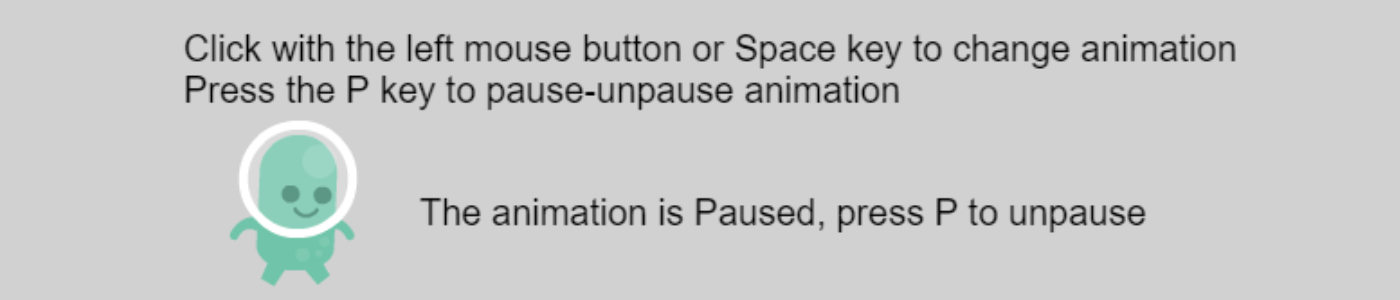 Click with the left mouse button or Space key to change animation
Press the P key to pause-unpause animation
The animation is Paused, press P to unpause